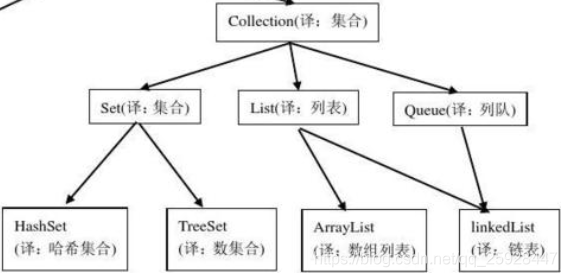 Collection(译：集合)
Set(译：集合)
List(译：列表)
Queue(译：列队)
HashSet
(译：哈希集合)
TreeSet
(译：数集合)
ArrayList
(译：数组列表)
linkedList
(译：链表)
https://blog.csdn.net/qq_25928447